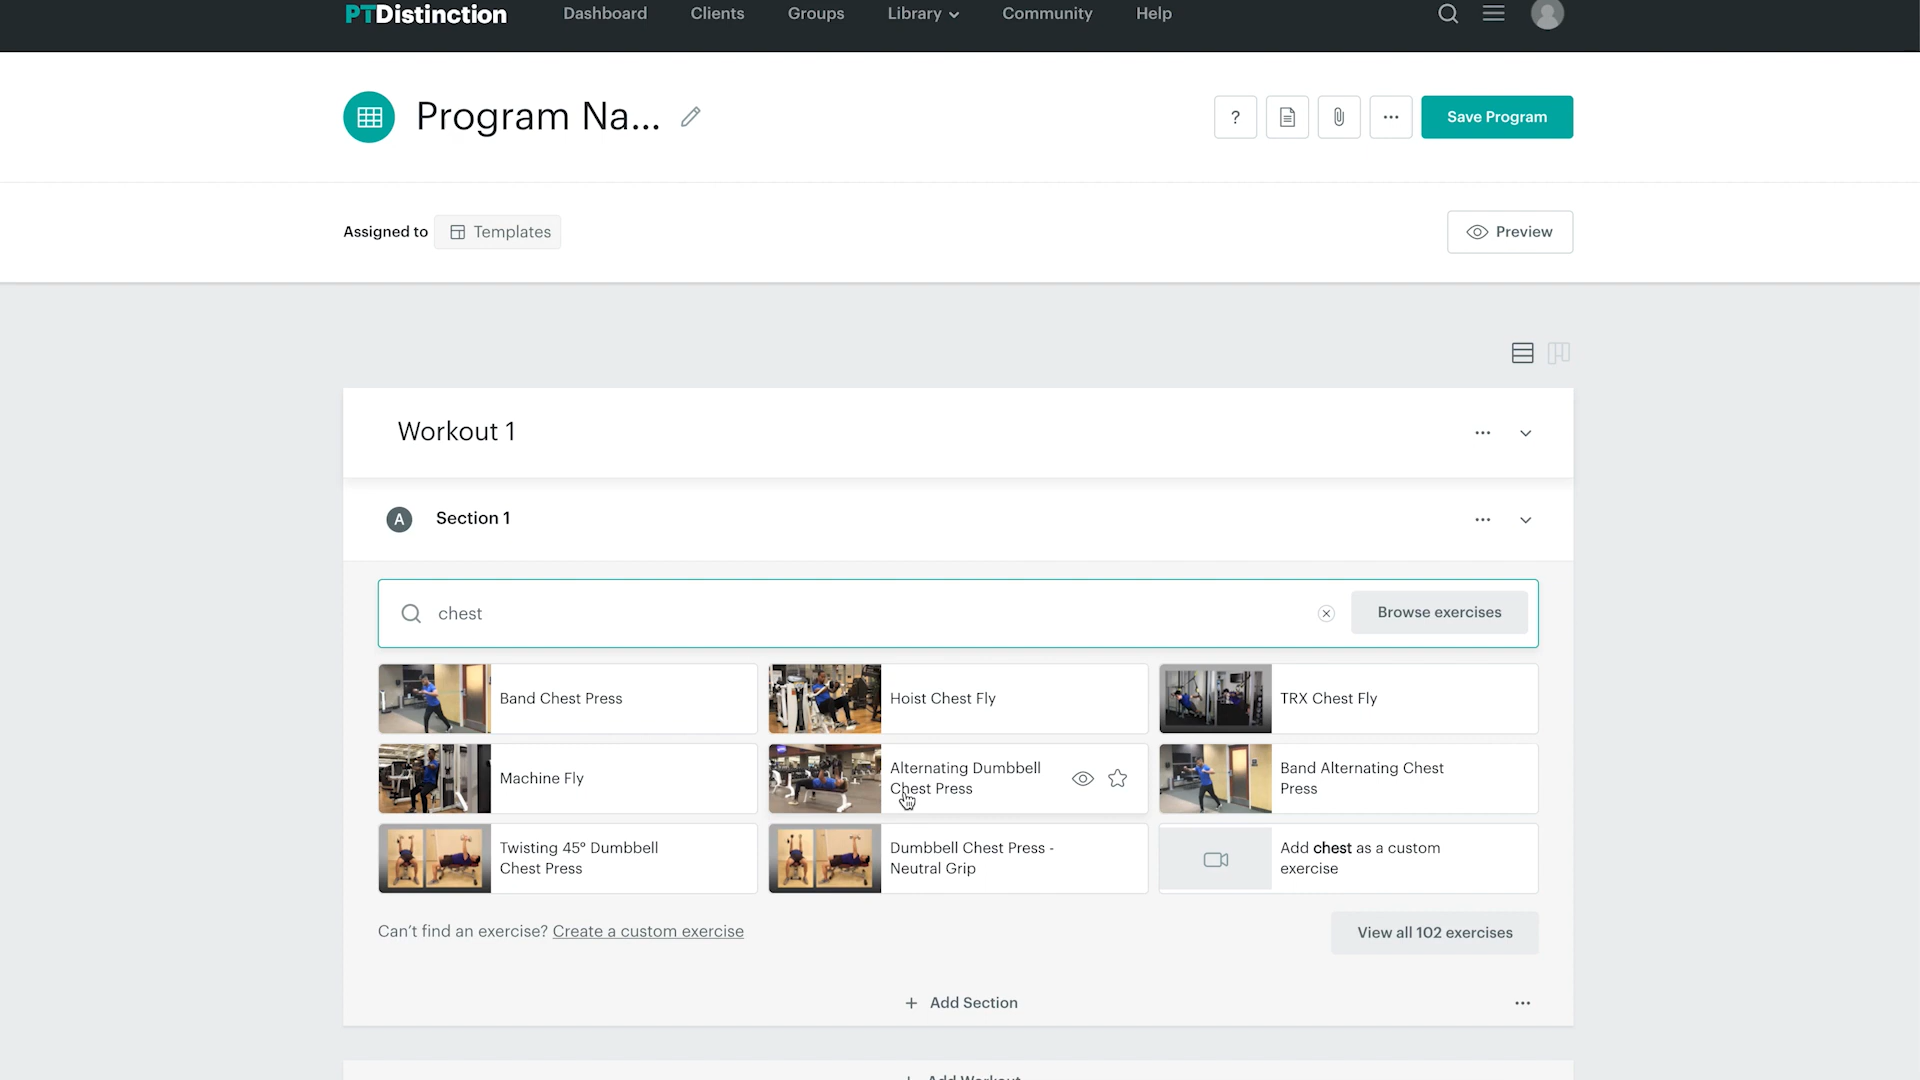 PTDistinction
Dashboard
Clients
Groups
Library
Community
Help
Program Na...
?
Save Program
Assigned to
Templates
Preview
Workout 1
A
Section 1
chest
Browse exercises
Band Chest Press
Hoist Chest Fly
TRX Chest Fly
Machine Fly
Alternating Dumbbell
Chest Press
Band Alternating Chest
Press
Twisting 45° Dumbbell
Chest Press
Dumbbell Chest Press -
Neutral Grip
Add chest as a custom
exercise
Can't find an exercise? Create a custom exercise
View all 102 exercises
+ Add Section
+ Add Workout